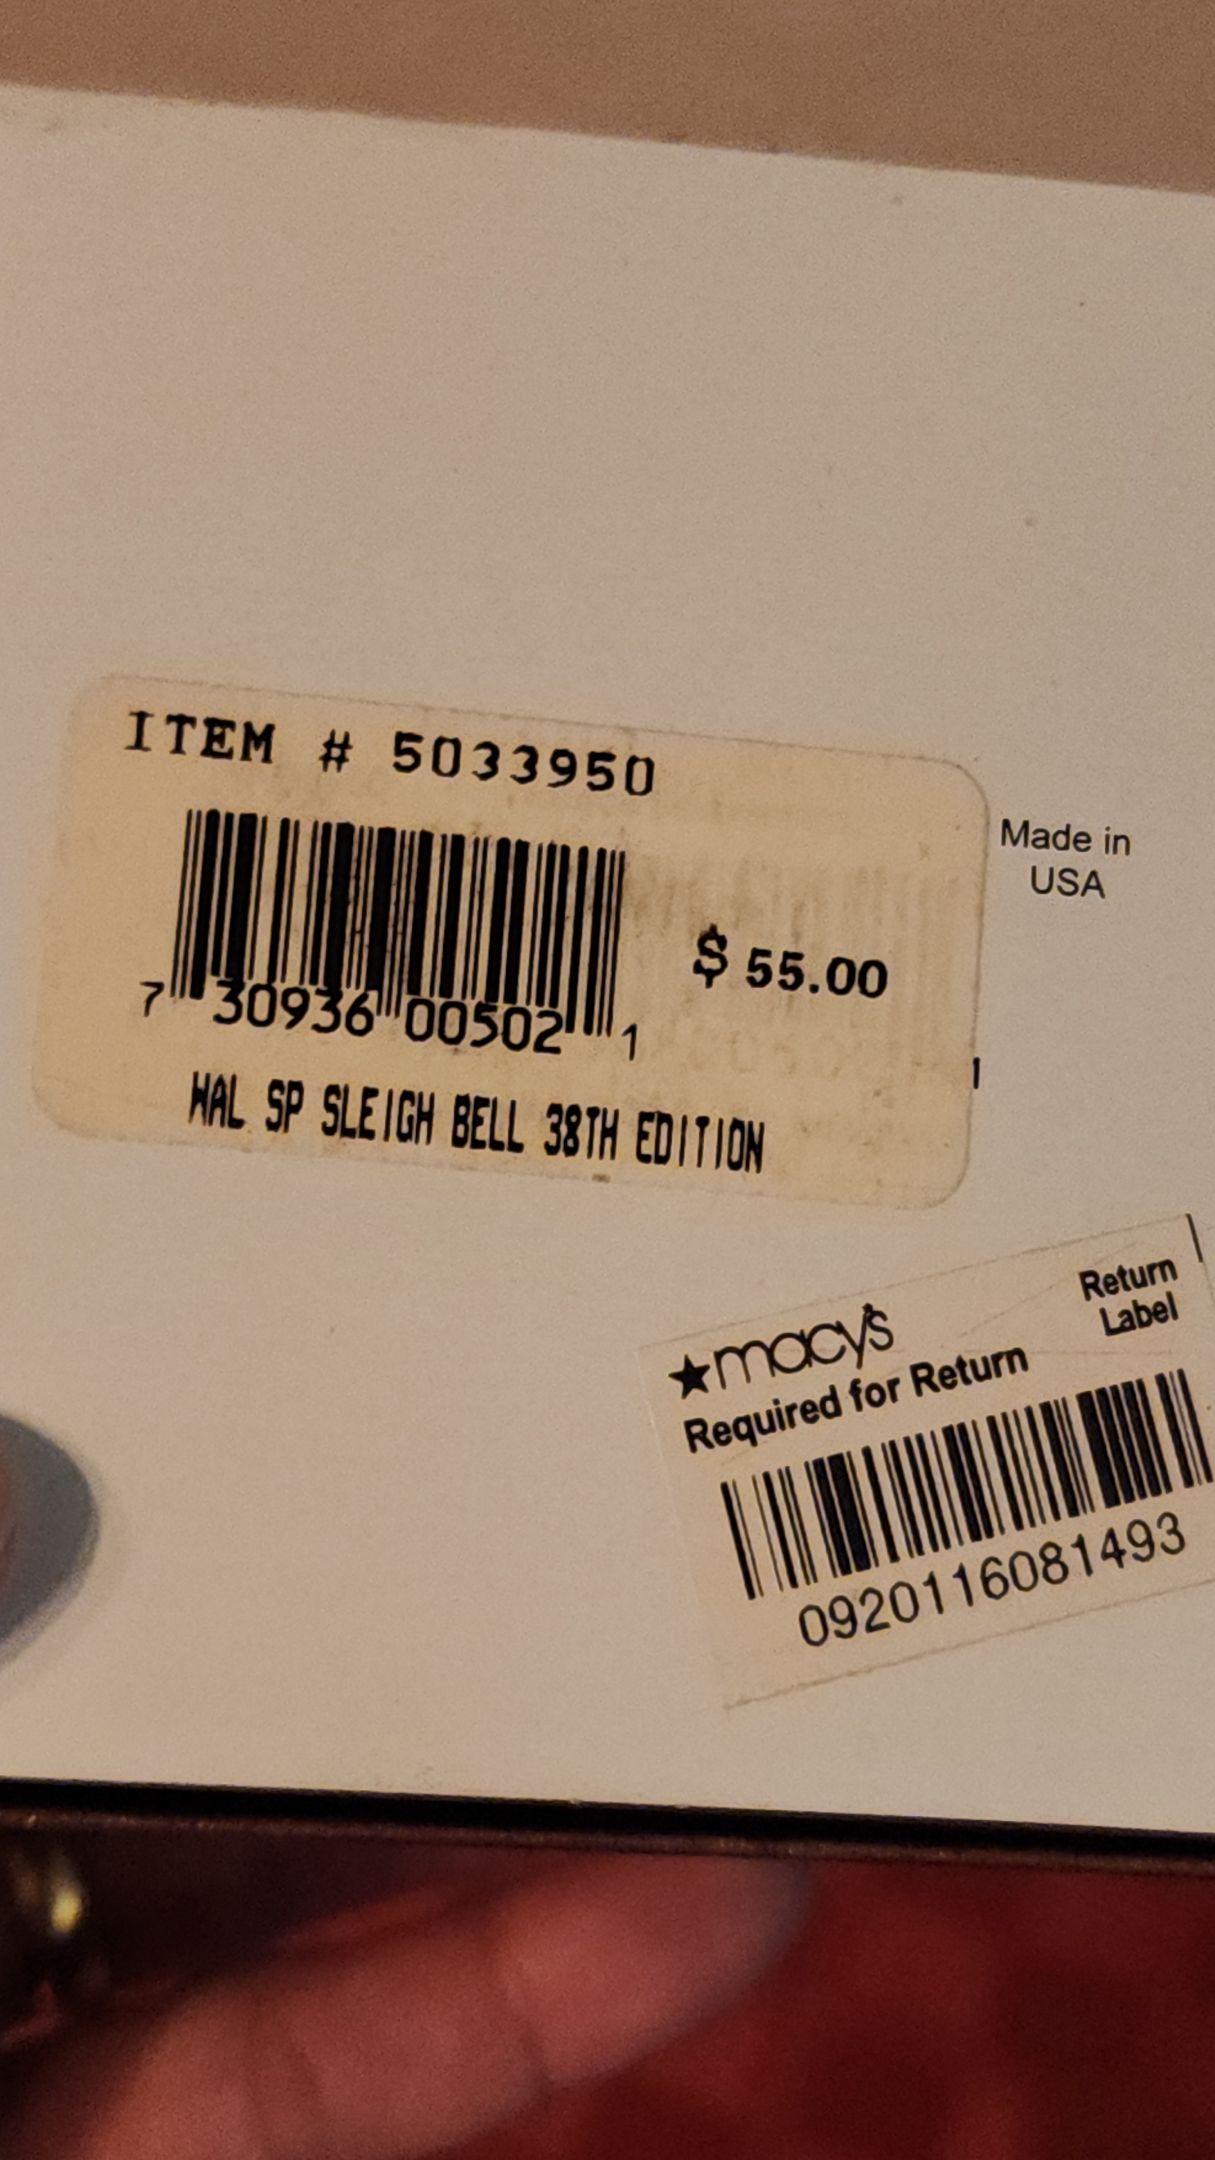 ITEM # 5033950
Made in
USA
$ 55.00
7 30936 00502 1
HAL SP SLEIGH BELL 38TH EDITION
Return
Label
★macy's
Required for Return
0920116081493